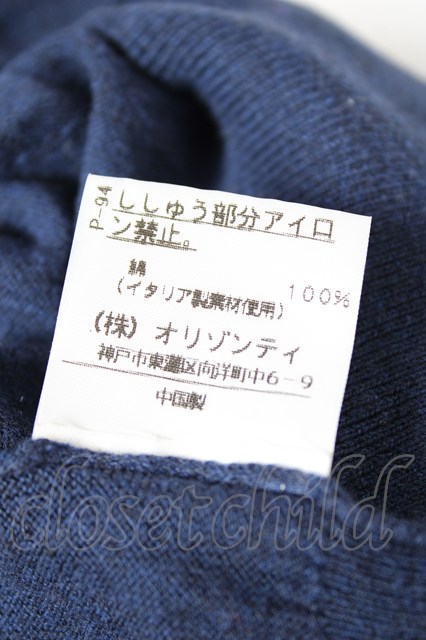 P-94
ししゅう部分アイロ
ン禁止。
綿 100%
(イタリア製素材使用)
(株) オリゾンティ
神戸市東灘区向洋町中6-9
中国製
closetchild